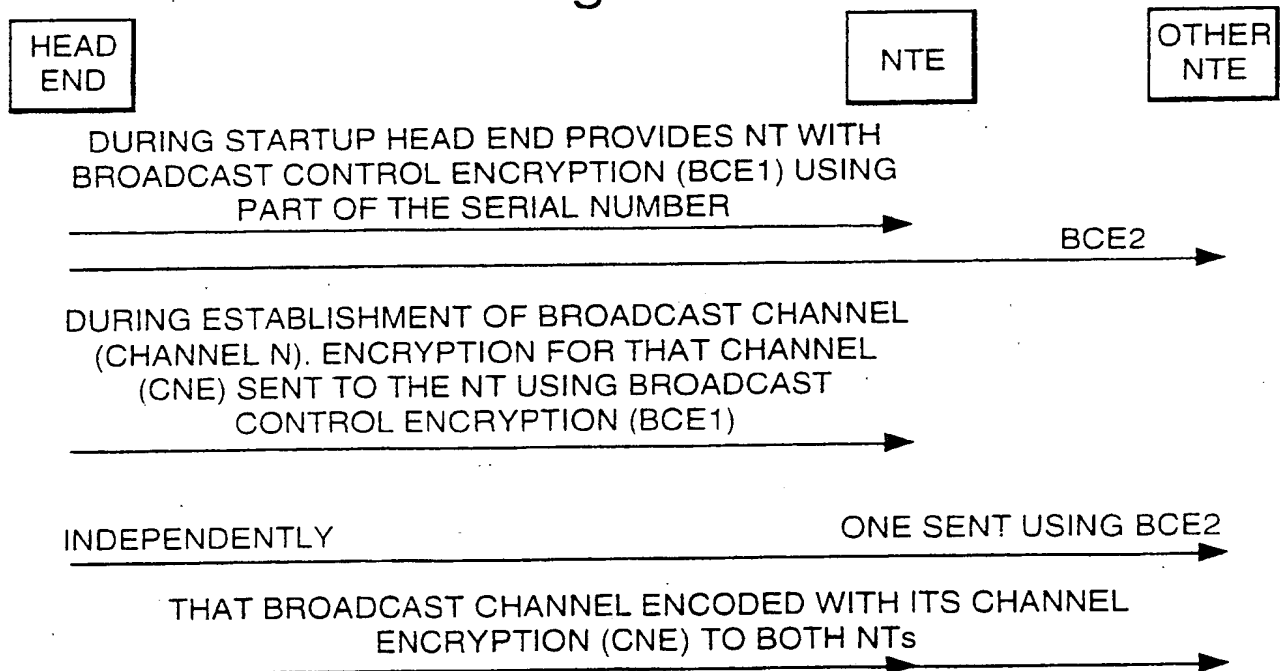 HEAD
END
NTE
OTHER
NTE
DURING STARTUP HEAD END PROVIDES NT WITH
BROADCAST CONTROL ENCRYPTION (BCE1) USING
PART OF THE SERIAL NUMBER
BCE2
DURING ESTABLISHMENT OF BROADCAST CHANNEL
(CHANNEL N). ENCRYPTION FOR THAT CHANNEL
(CNE) SENT TO THE NT USING BROADCAST
CONTROL ENCRYPTION (BCE1)
INDEPENDENTLY
ONE SENT USING BCE2
THAT BROADCAST CHANNEL ENCODED WITH ITS CHANNEL
ENCRYPTION (CNE) TO BOTH NTs